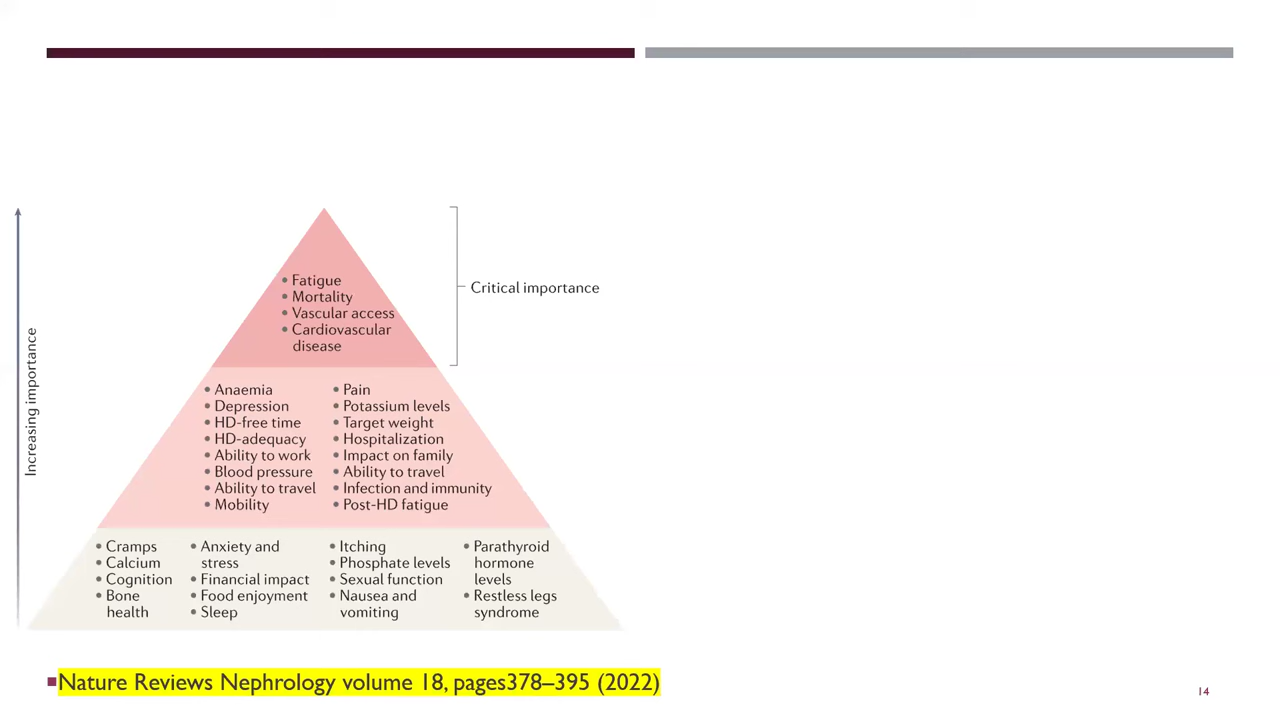 Increasing importance
• Fatigue
• Mortality
• Vascular access
• Cardiovascular
disease
Critical importance
• Anaemia
• Depression
• HD-free time
• HD-adequacy
• Ability to work
• Blood pressure
• Ability to travel
• Mobility
• Pain
• Potassium levels
• Target weight
• Hospitalization
• Impact on family
• Ability to travel
• Infection and immunity
• Post-HD fatigue
• Cramps
• Calcium
• Cognition
• Bone
health
• Anxiety and
stress
• Financial impact
• Food enjoyment
• Sleep
• Itching
• Phosphate levels
• Sexual function
• Nausea and
vomiting
• Parathyroid
hormone
levels
• Restless legs
syndrome
▪Nature Reviews Nephrology volume 18, pages378–395 (2022)
14